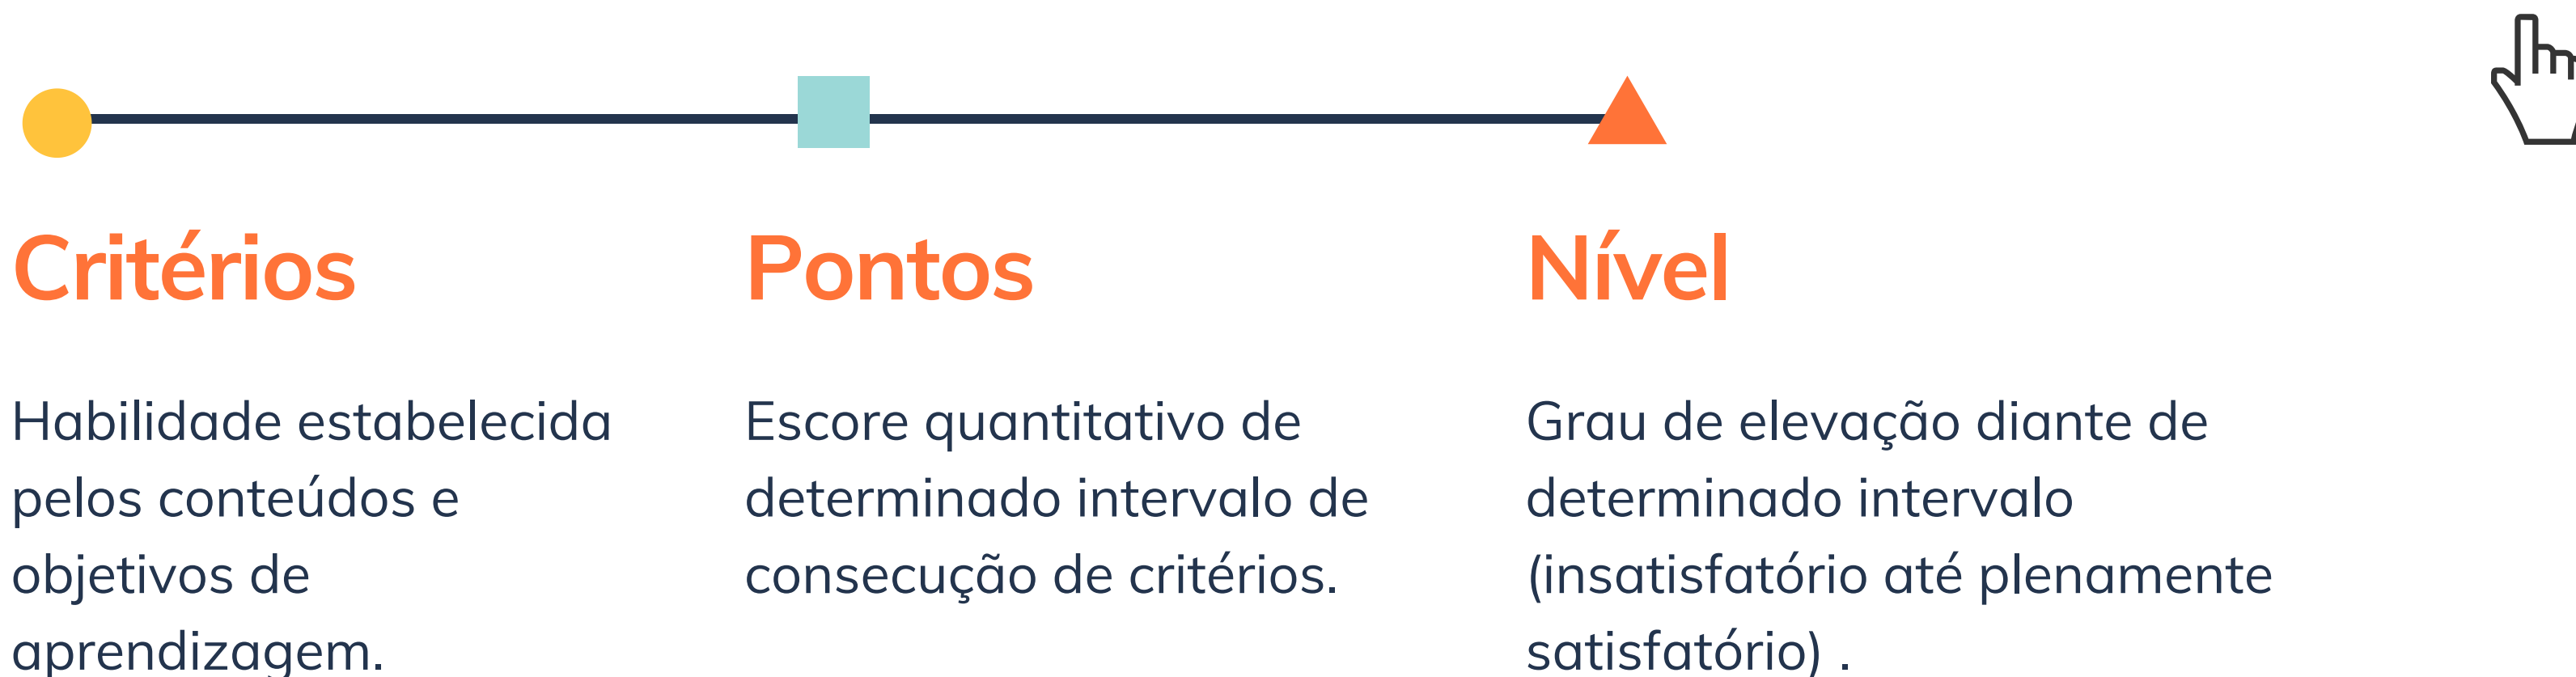 Critérios
Habilidade estabelecida
pelos conteúdos e
objetivos de
aprendizagem.
Pontos
Escore quantitativo de
determinado intervalo de
consecução de critérios.
Nível
Grau de elevação diante de
determinado intervalo
(insatisfatório até plenamente
satisfatório) .